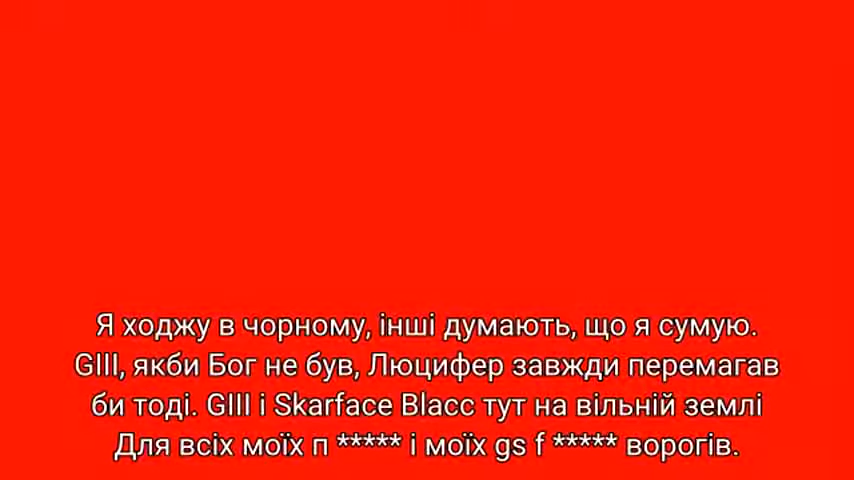 Я ходжу в чорному, інші думають, що я сумую.
GIII, якби Бог не був, Люцифер завжди перемагав
би тоді. GIII і Skarface Blacc тут на вільній землі
Для всіх моїх п ***** і моїх gs f ***** ворогів.